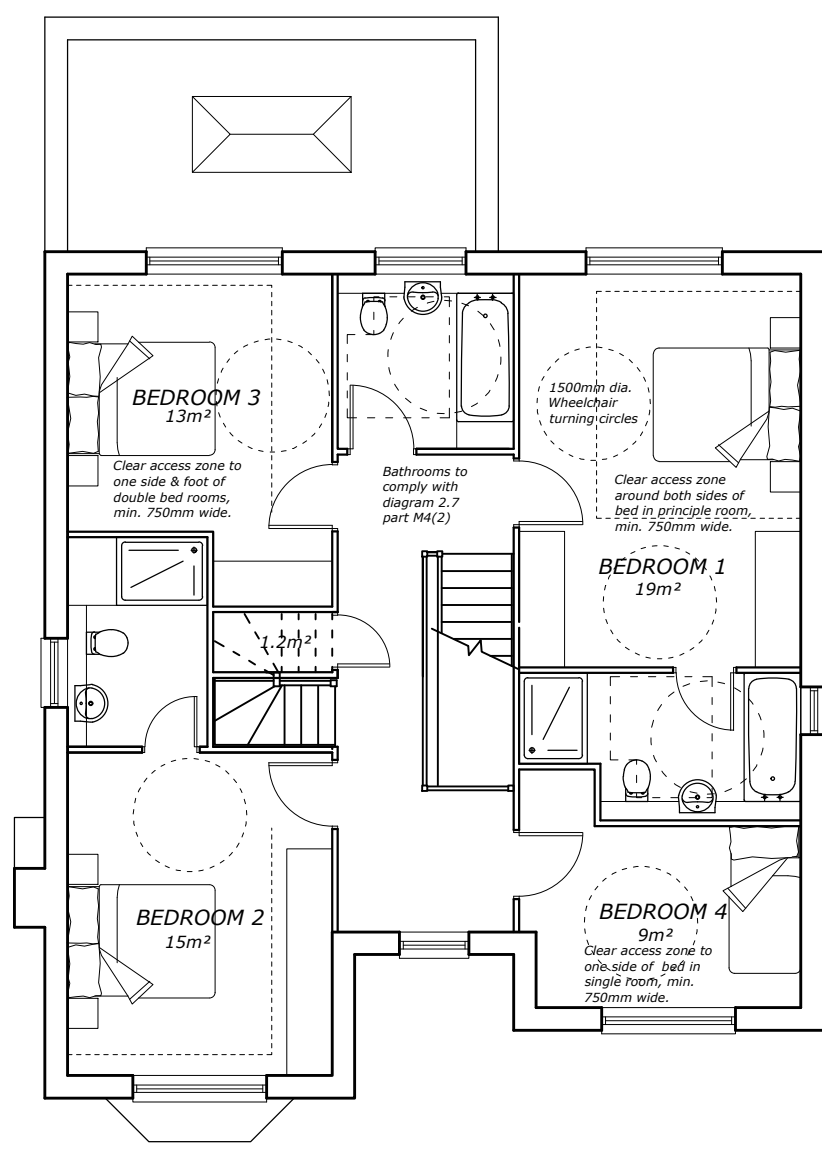 BEDROOM 3
13m²
Clear access zone to
one side & foot of
double bed rooms,
min. 750mm wide.
1500mm dia.
Wheelchair
turning circles
Bathrooms to
comply with
diagram 2.7
part M4(2)
Clear access zone
around both sides of
bed in principle room,
min. 750mm wide.
BEDROOM 1
19m²
1.2m²
BEDROOM 2
15m²
BEDROOM 4
9m²
Clear access zone to
one side of bed in
single room, min.
750mm wide.